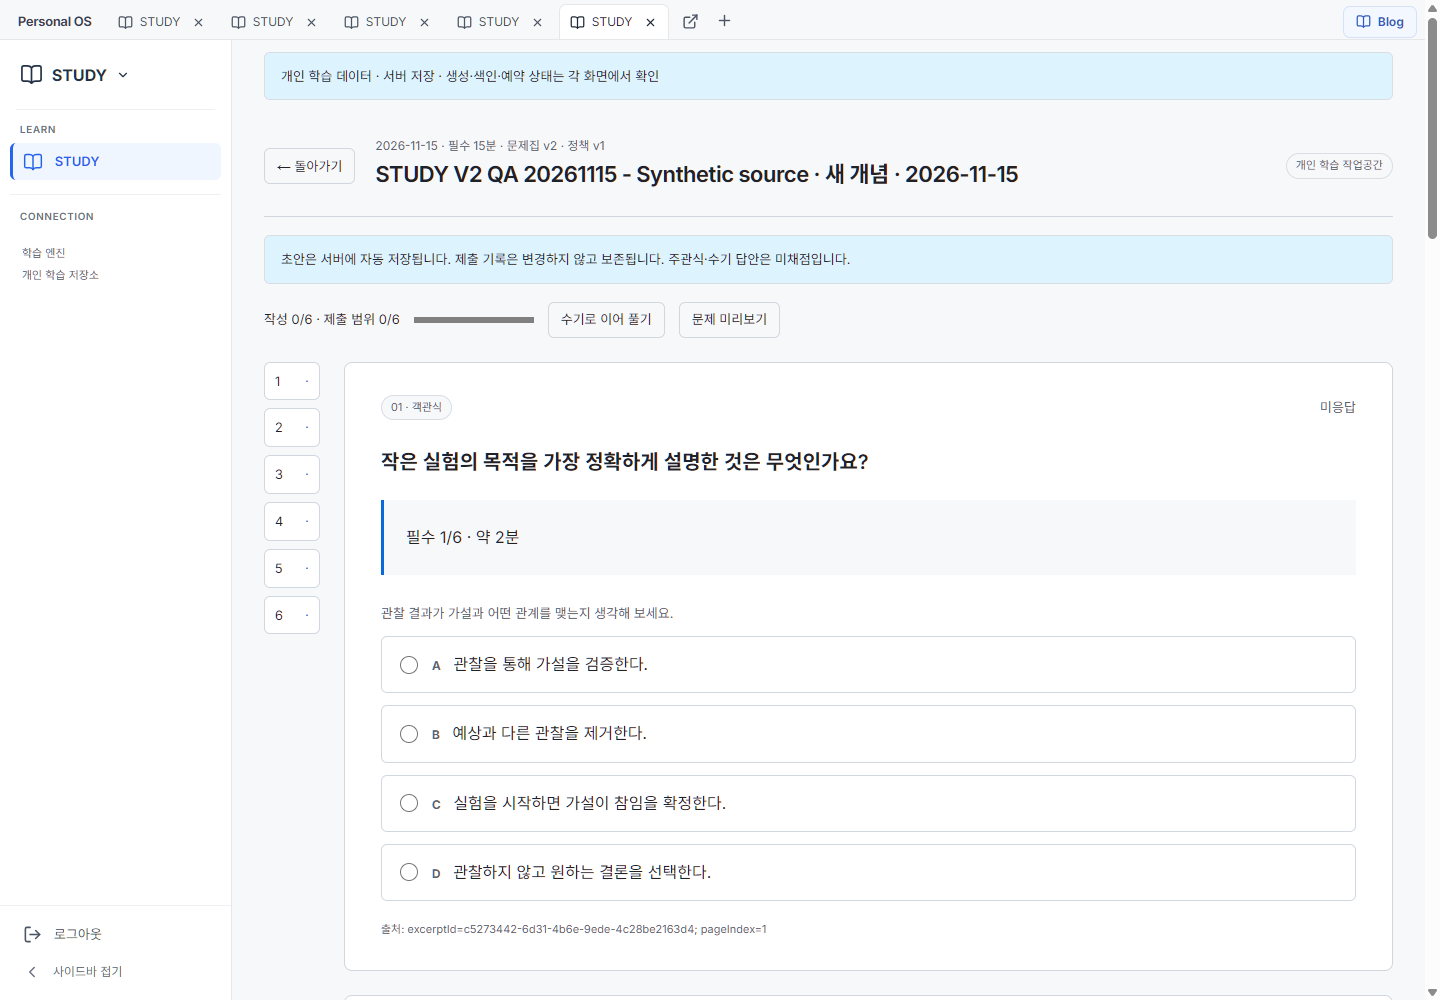 Personal OS
STUDY
STUDY
STUDY
STUDY
STUDY
Blog
STUDY
LEARN
STUDY
CONNECTION
학습 엔진
개인 학습 저장소
로그아웃
사이드바 접기
개인 학습 데이터 · 서버 저장 · 생성·색인·예약 상태는 각 화면에서 확인
← 돌아가기
2026-11-15 · 필수 15분 · 문제집 v2 · 정책 v1
STUDY V2 QA 20261115 - Synthetic source · 새 개념 · 2026-11-15
개인 학습 작업공간
초안은 서버에 자동 저장됩니다. 제출 기록은 변경하지 않고 보존됩니다. 주관식·수기 답안은 미채점입니다.
작성 0/6 · 제출 범위 0/6
수기로 이어 풀기
문제 미리보기
1 ·
2 ·
3 ·
4 ·
5 ·
6 ·
01 · 객관식
미응답
작은 실험의 목적을 가장 정확하게 설명한 것은 무엇인가요?
필수 1/6 · 약 2분
관찰 결과가 가설과 어떤 관계를 맺는지 생각해 보세요.
A 관찰을 통해 가설을 검증한다.
B 예상과 다른 관찰을 제거한다.
C 실험을 시작하면 가설이 참임을 확정한다.
D 관찰하지 않고 원하는 결론을 선택한다.
출처: excerptId=c5273442-6d31-4b6e-9ede-4c28be2163d4; pageIndex=1